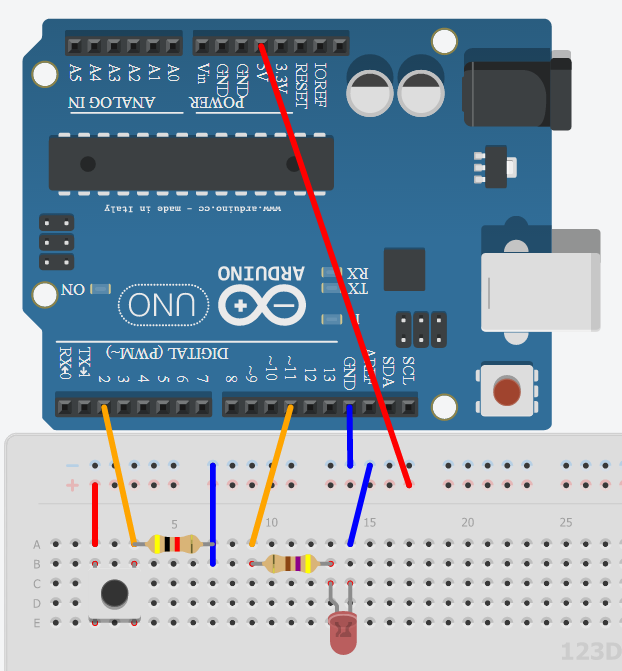 A5 A4 A3 A2 A1 A0 Vin GND GND 5V 3.3V RESET IOREF
ANALOG IN POWER
www.arduino.cc - made in Italy
ON UNO ARDUINO RX
TX
L
DIGITAL (PWM~)
RX→0 TX→1 2 3 4 5 6 7 8 ~9 ~10 ~11 12 13 GND AREF SDA SCL
−
+
5 10 15 20 25
A
B
C
D
E
123D